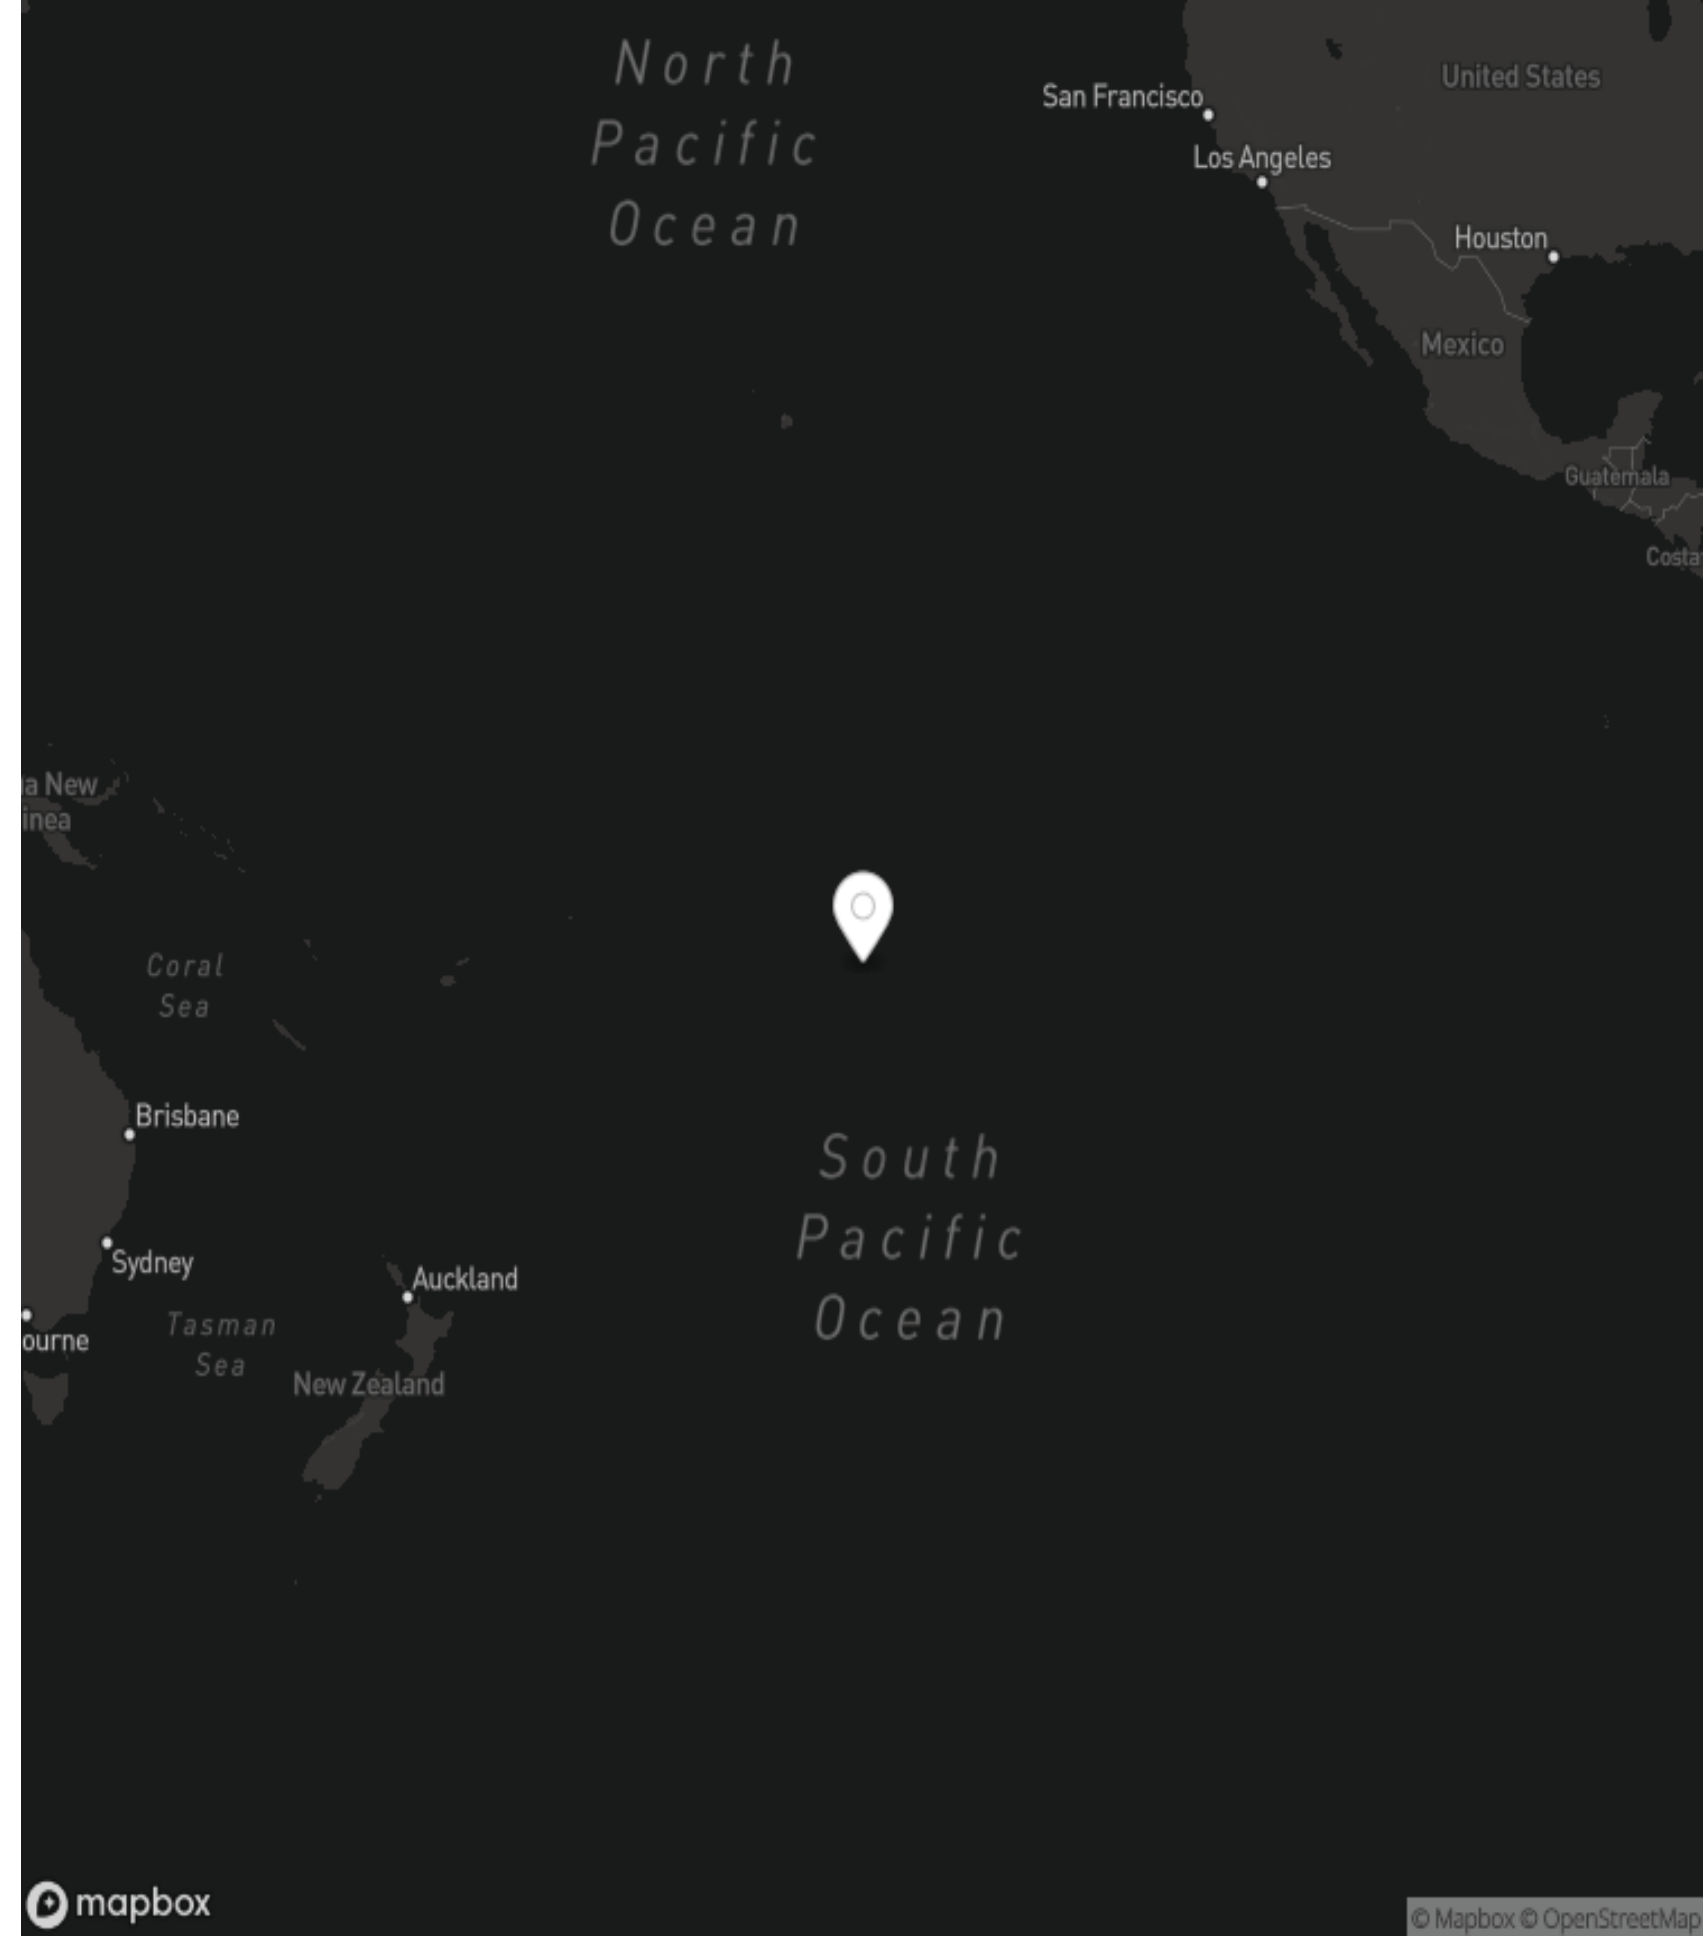 North
Pacific
Ocean
San Francisco
United States
Los Angeles
Houston
Mexico
Guatemala
Costa
a New
inea
Coral
Sea
Brisbane
South
Pacific
Ocean
Sydney
Auckland
Tasman
Sea
ourne
New Zealand
mapbox
© Mapbox © OpenStreetMap